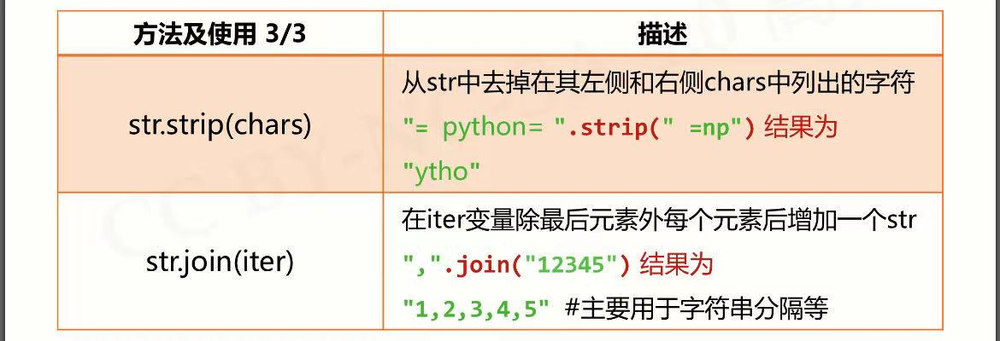 方法及使用 3/3
描述
str.strip(chars)
从str中去掉在其左侧和右侧chars中列出的字符
"= python= ".strip(" =np") 结果为
"ytho"
str.join(iter)
在iter变量除最后元素外每个元素后增加一个str
",".join("12345") 结果为
"1,2,3,4,5" #主要用于字符串分隔等